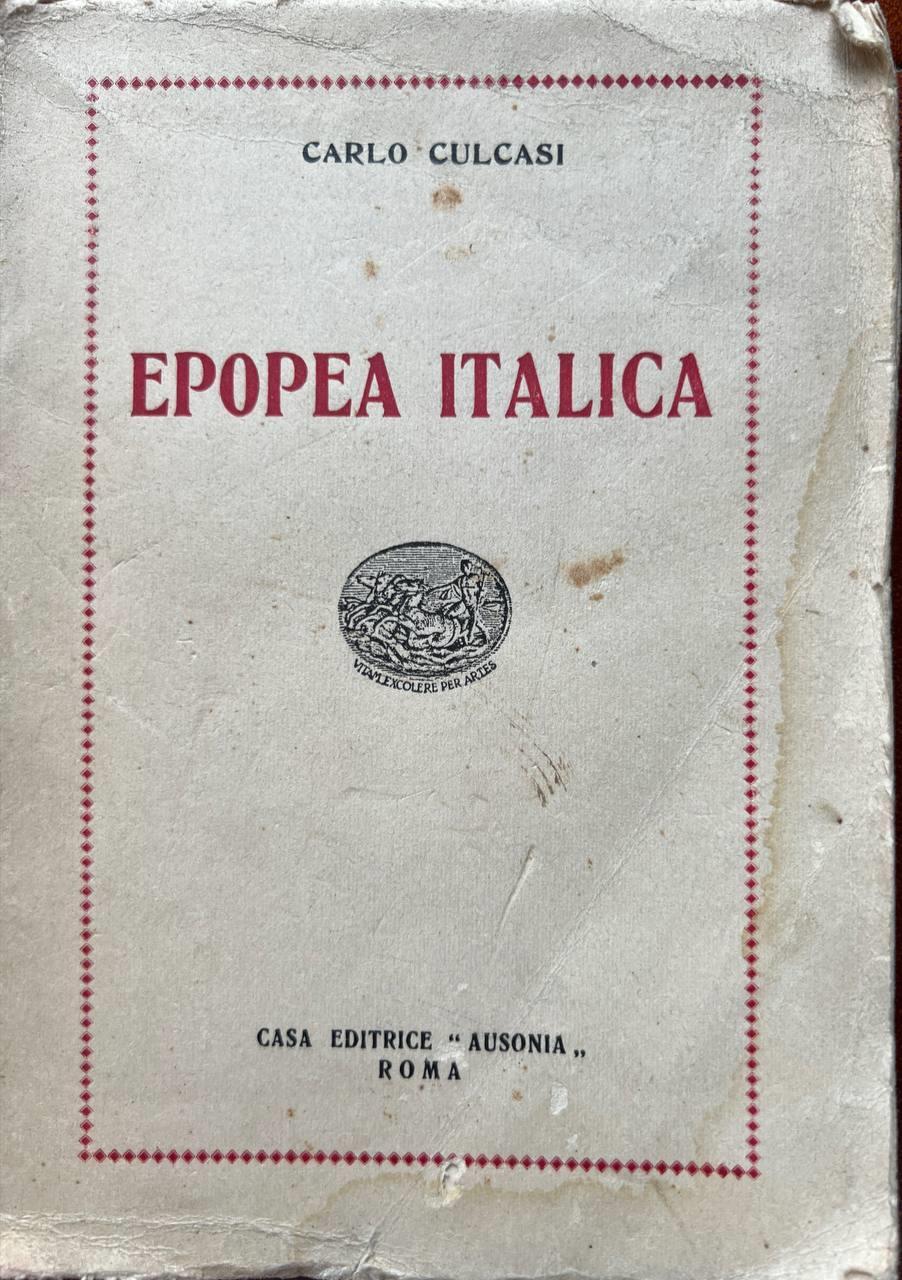 CARLO CULCASI
EPOPEA ITALICA
VITAM EXCOLERE PER ARTES
CASA EDITRICE “ AUSONIA „
ROMA